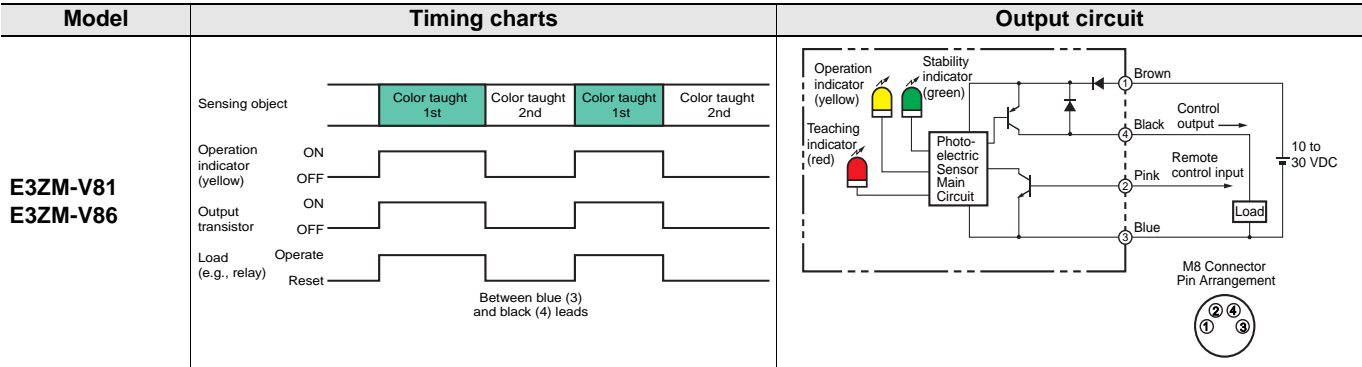 Model
Timing charts
Output circuit
E3ZM-V81
E3ZM-V86
Sensing object
Color taught
1st
Color taught
2nd
Color taught
1st
Color taught
2nd
Operation
indicator
(yellow)
ON
OFF
Output
transistor
ON
OFF
Load
(e.g., relay)
Operate
Reset
Between blue (3)
and black (4) leads
Operation
indicator
(yellow)
Stability
indicator
(green)
Teaching
indicator
(red)
Photo-
electric
Sensor
Main
Circuit
1
Brown
4
Black
Control
output
2
Pink
Remote
control input
3
Blue
Load
10 to
30 VDC
M8 Connector
Pin Arrangement
2 4
1 3